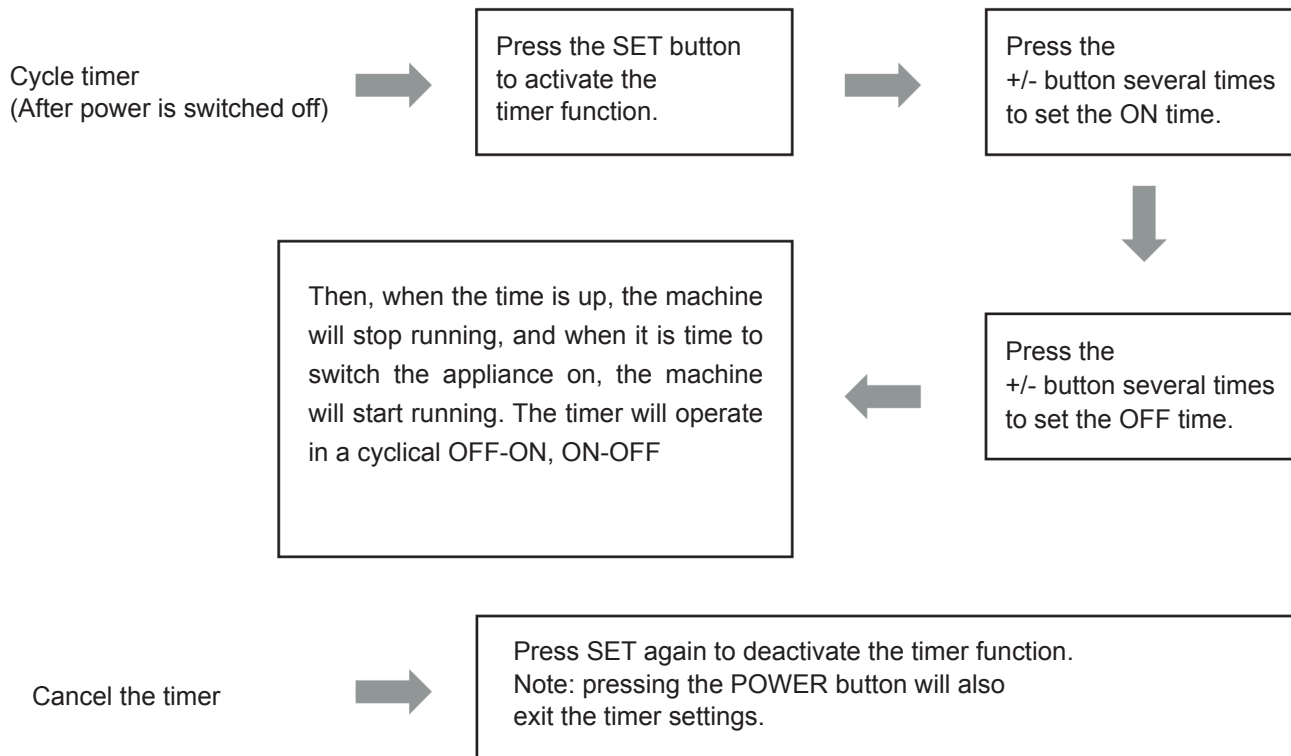 Cycle timer
(After power is switched off)
Press the SET button
to activate the
timer function.
Press the
+/- button several times
to set the ON time.
Press the
+/- button several times
to set the OFF time.
Then, when the time is up, the machine
will stop running, and when it is time to
switch the appliance on, the machine
will start running. The timer will operate
in a cyclical OFF-ON, ON-OFF
Cancel the timer
Press SET again to deactivate the timer function.
Note: pressing the POWER button will also
exit the timer settings.